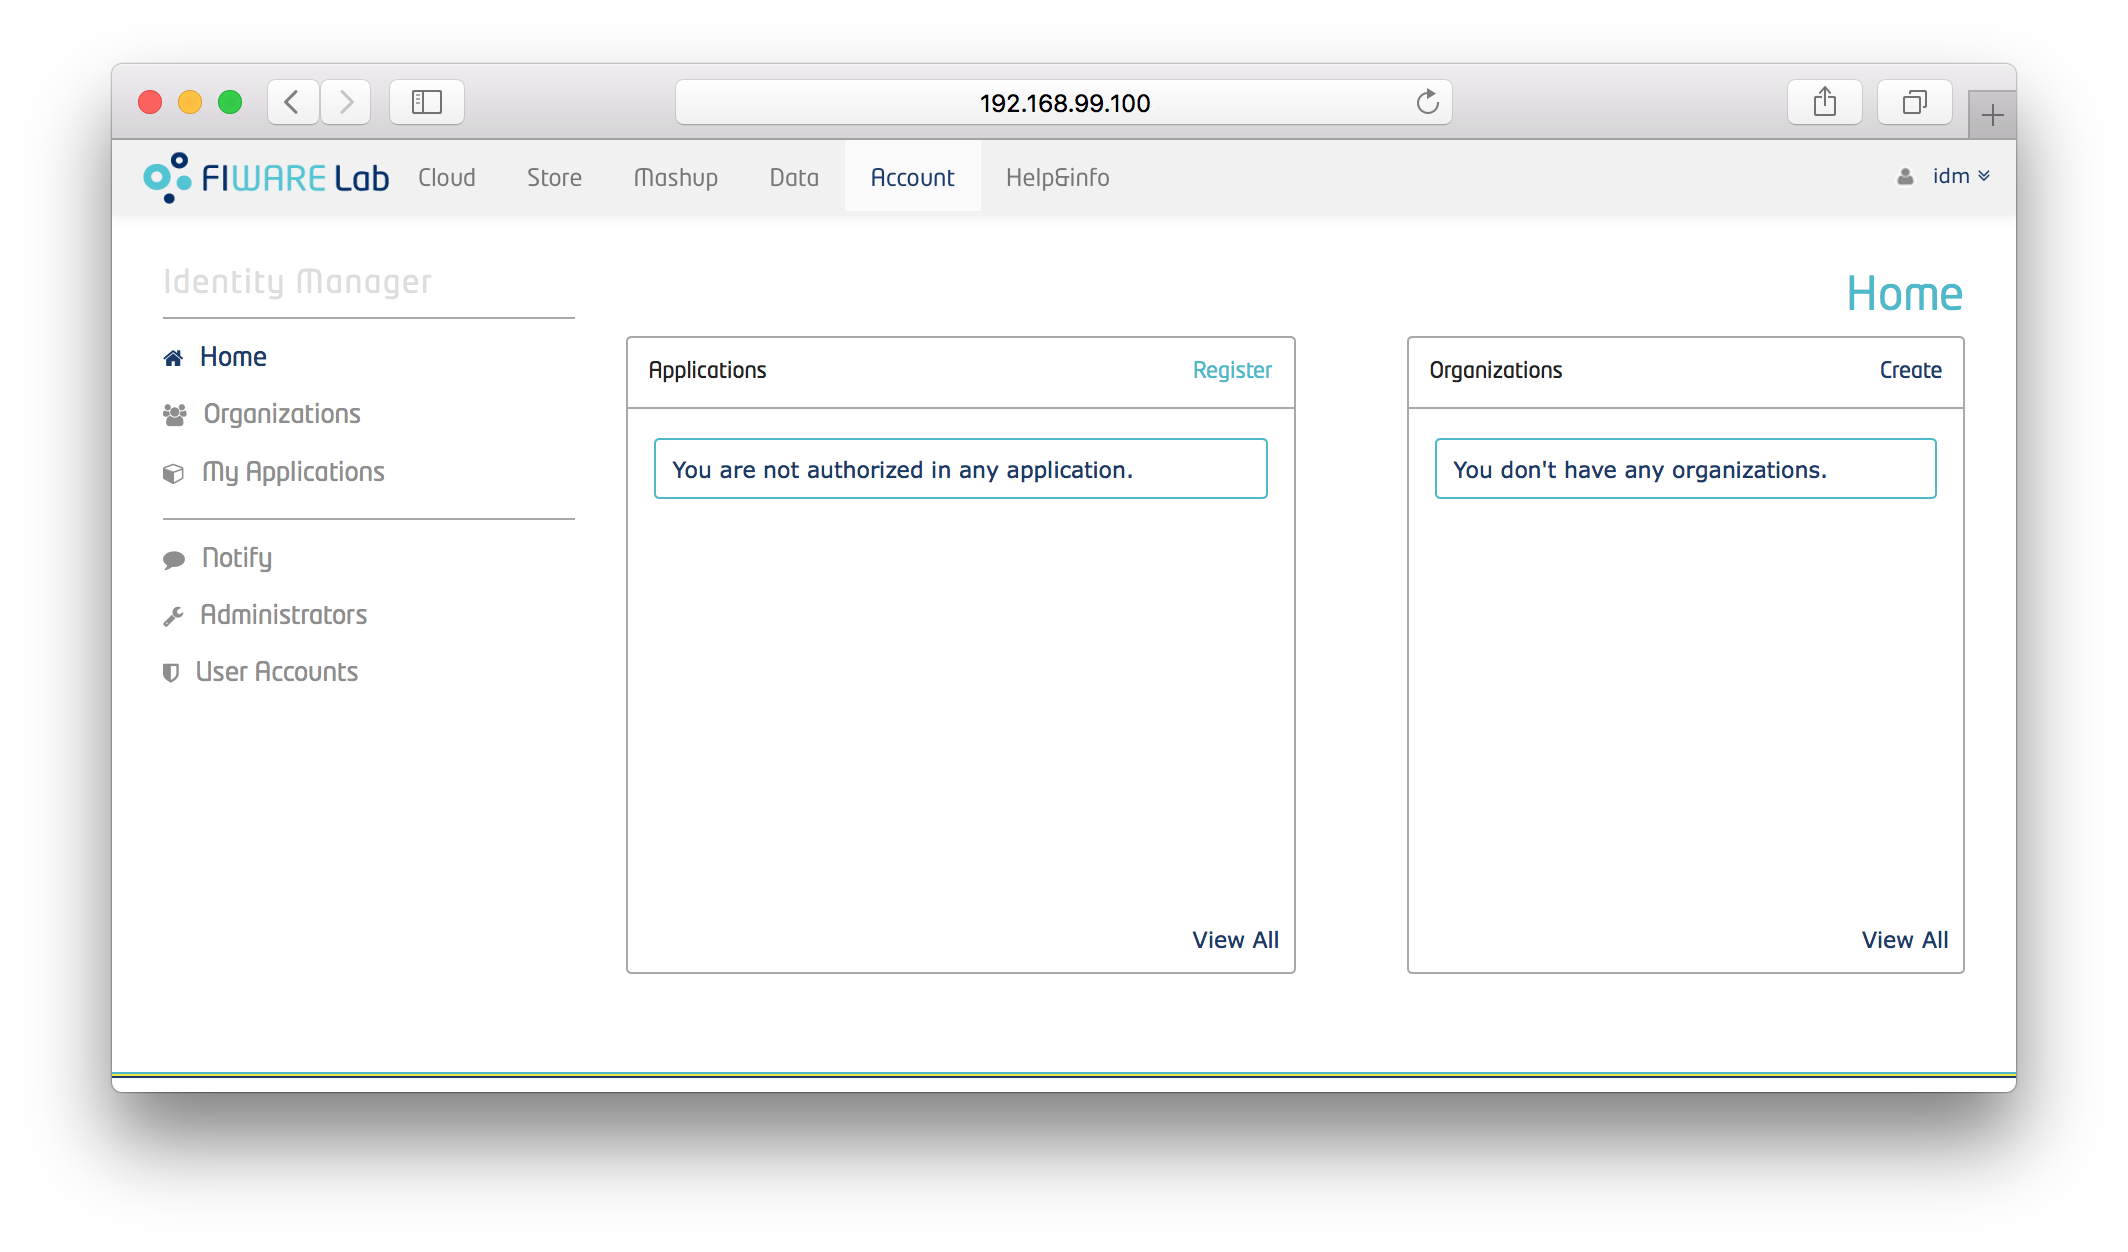 192.168.99.100
FIWARE Lab Cloud Store Mashup Data Account Help&info idm
Identity Manager
Home
Home
Organizations
My Applications
Notify
Administrators
User Accounts
Applications Register
You are not authorized in any application.
View All
Organizations Create
You don't have any organizations.
View All